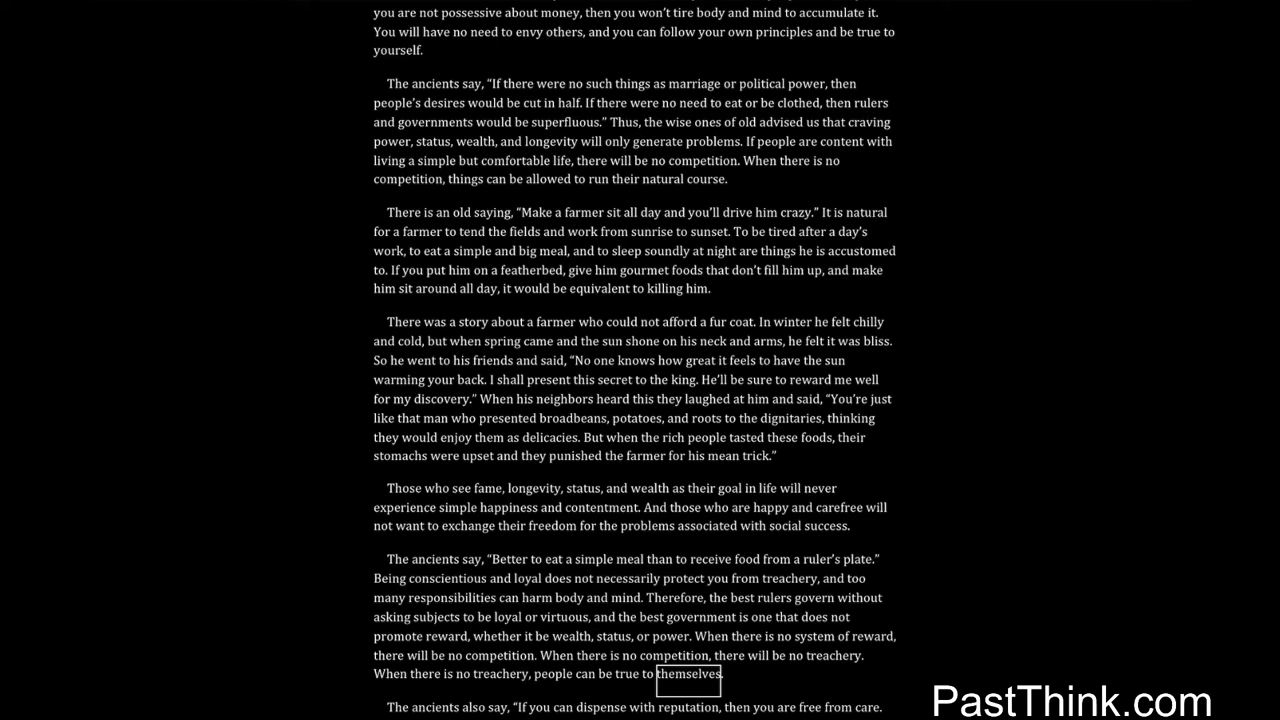 you are not possessive about money, then you won’t tire body and mind to accumulate it.
You will have no need to envy others, and you can follow your own principles and be true to
yourself.
The ancients say, “If there were no such things as marriage or political power, then
people’s desires would be cut in half. If there were no need to eat or be clothed, then rulers
and governments would be superfluous.” Thus, the wise ones of old advised us that craving
power, status, wealth, and longevity will only generate problems. If people are content with
living a simple but comfortable life, there will be no competition. When there is no
competition, things can be allowed to run their natural course.
There is an old saying, “Make a farmer sit all day and you’ll drive him crazy.” It is natural
for a farmer to tend the fields and work from sunrise to sunset. To be tired after a day’s
work, to eat a simple and big meal, and to sleep soundly at night are things he is accustomed
to. If you put him on a featherbed, give him gourmet foods that don’t fill him up, and make
him sit around all day, it would be equivalent to killing him.
There was a story about a farmer who could not afford a fur coat. In winter he felt chilly
and cold, but when spring came and the sun shone on his neck and arms, he felt it was bliss.
So he went to his friends and said, “No one knows how great it feels to have the sun
warming your back. I shall present this secret to the king. He’ll be sure to reward me well
for my discovery.” When his neighbors heard this they laughed at him and said, “You’re just
like that man who presented broadbeans, potatoes, and roots to the dignitaries, thinking
they would enjoy them as delicacies. But when the rich people tasted these foods, their
stomachs were upset and they punished the farmer for his mean trick.”
Those who see fame, longevity, status, and wealth as their goal in life will never
experience simple happiness and contentment. And those who are happy and carefree will
not want to exchange their freedom for the problems associated with social success.
The ancients say, “Better to eat a simple meal than to receive food from a ruler’s plate.”
Being conscientious and loyal does not necessarily protect you from treachery, and too
many responsibilities can harm body and mind. Therefore, the best rulers govern without
asking subjects to be loyal or virtuous, and the best government is one that does not
promote reward, whether it be wealth, status, or power. When there is no system of reward,
there will be no competition. When there is no competition, there will be no treachery.
When there is no treachery, people can be true to themselves.
The ancients also say, “If you can dispense with reputation, then you are free from care.
PastThink.com